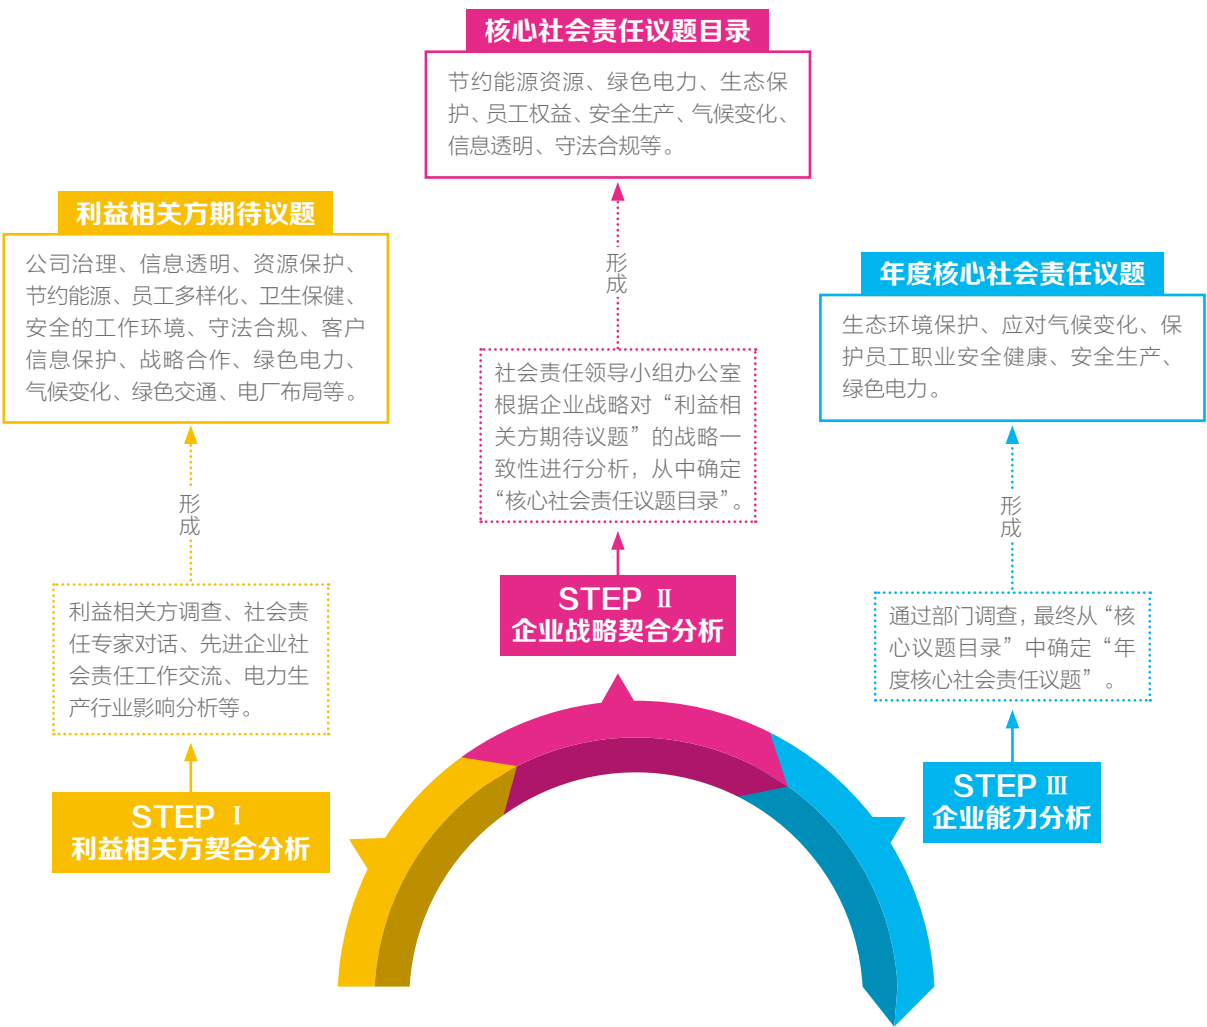 核心社会责任议题目录
节约能源资源、绿色电力、生态保
护、员工权益、安全生产、气候变化、
信息透明、守法合规等。
利益相关方期待议题
公司治理、信息透明、资源保护、
节约能源、员工多样化、卫生保健、
安全的工作环境、守法合规、客户
信息保护、战略合作、绿色电力、
气候变化、绿色交通、电厂布局等。
年度核心社会责任议题
生态环境保护、应对气候变化、保
护员工职业安全健康、安全生产、
绿色电力。
形成
形成
形成
社会责任领导小组办公室
根据企业战略对“利益相
关方期待议题”的战略一
致性进行分析，从中确定
“核心社会责任议题目录”。
利益相关方调查、社会责
任专家对话、先进企业社
会责任工作交流、电力生
产行业影响分析等。
通过部门调查，最终从“核
心议题目录”中确定“年
度核心社会责任议题”。
STEP Ⅱ
企业战略契合分析
STEP Ⅲ
企业能力分析
STEP Ⅰ
利益相关方契合分析